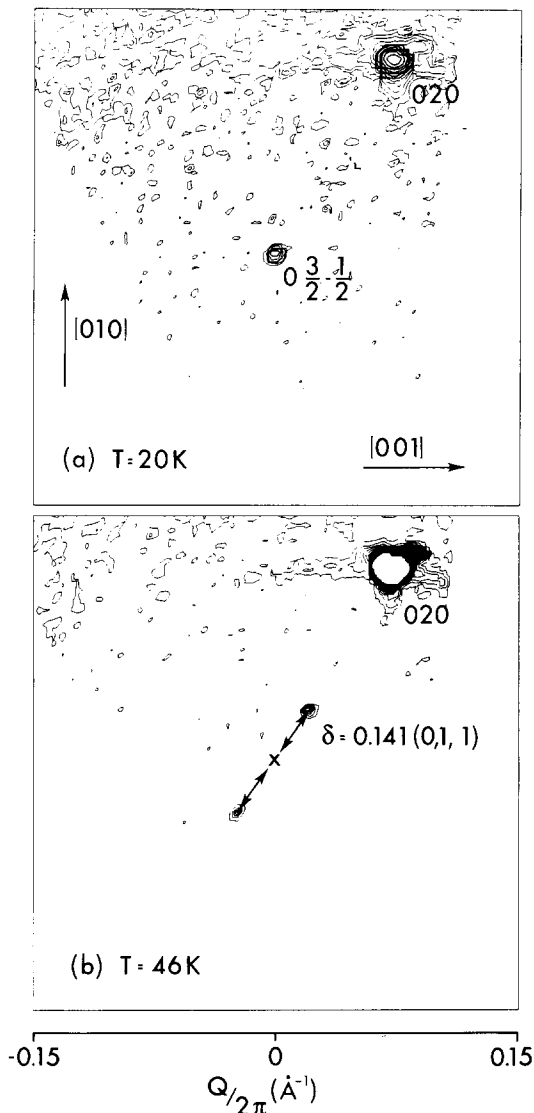 020
0 3/2 -1/2
|010|
|001|
(a) T=20K
020
δ=0.141(0,1,1)
x
(b) T=46K
-0.15 0 0.15
Q/2π (Å⁻¹)